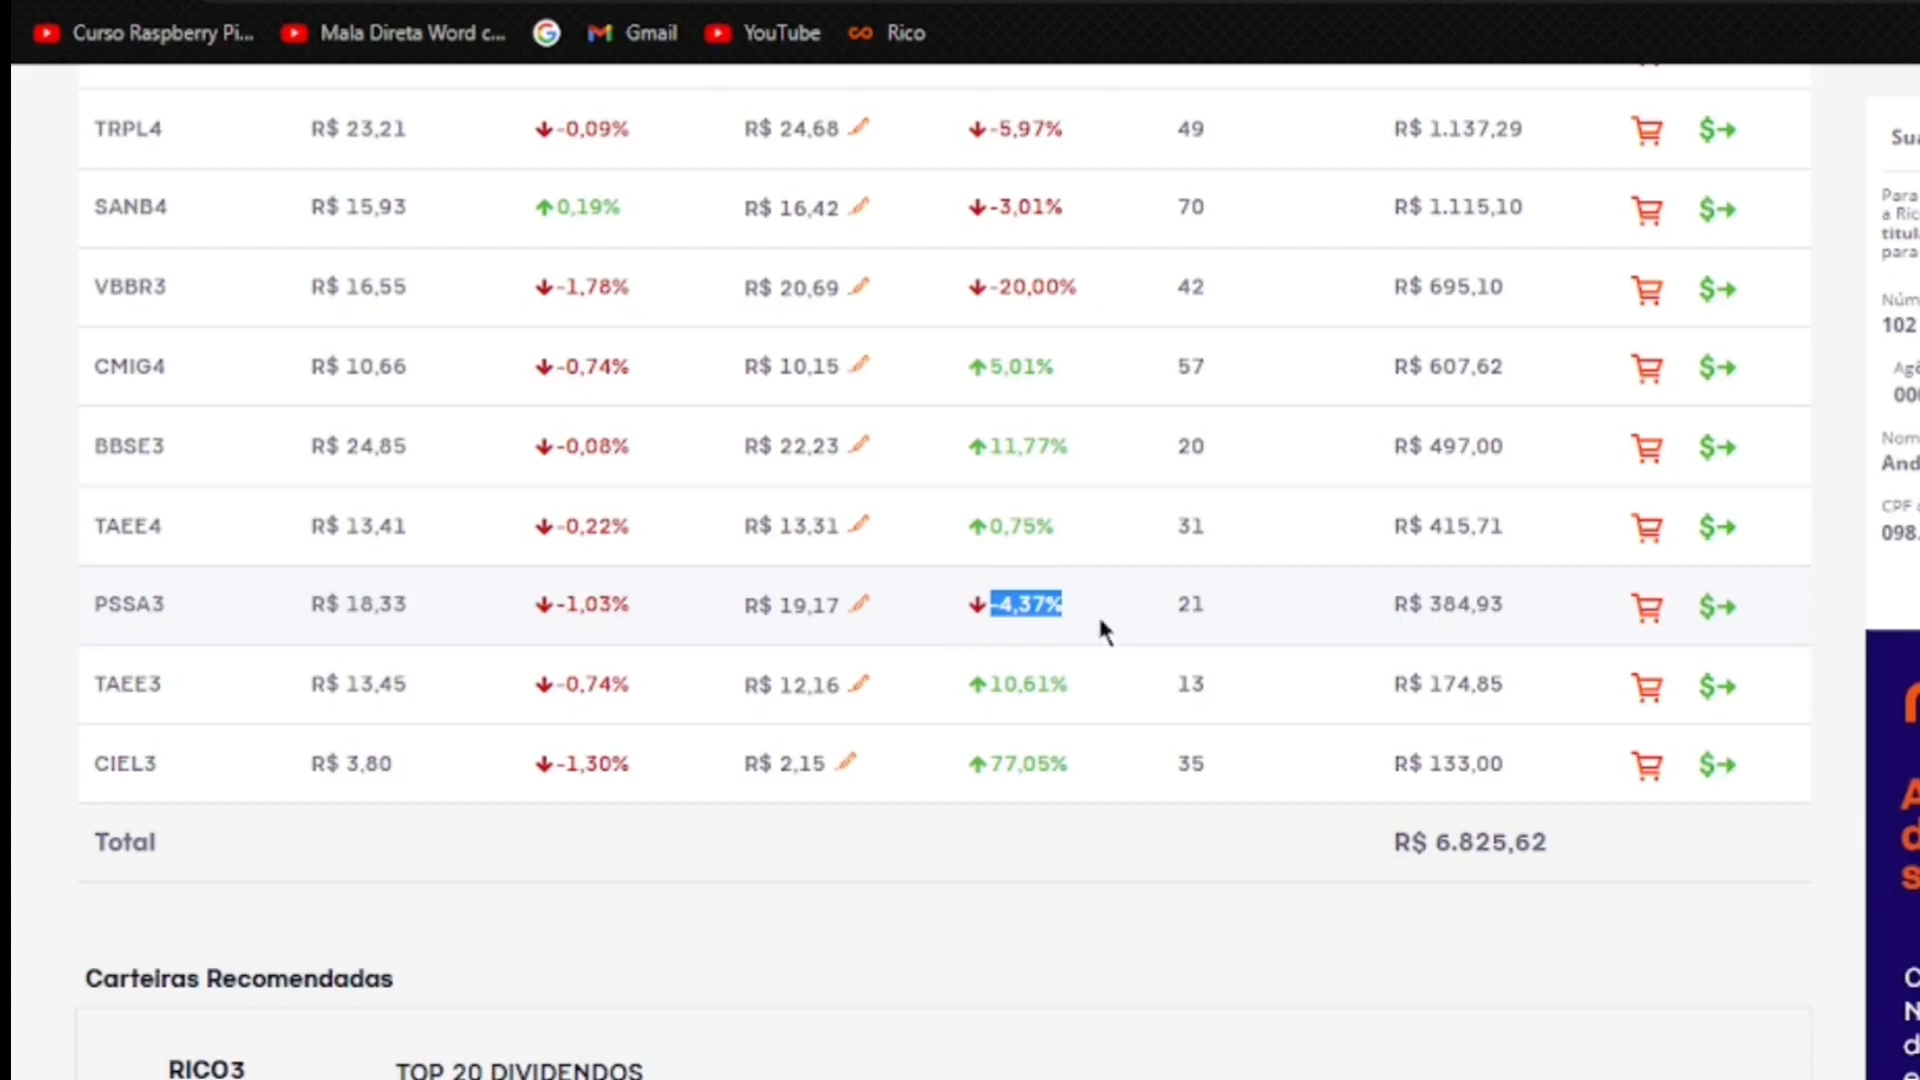 Curso Raspberry Pi... Mala Direta Word c... Gmail YouTube Rico
TRPL4 R$ 23,21 -0,09% R$ 24,68 -5,97% 49 R$ 1.137,29 $
SANB4 R$ 15,93 0,19% R$ 16,42 -3,01% 70 R$ 1.115,10 $
VBBR3 R$ 16,55 -1,78% R$ 20,69 -20,00% 42 R$ 695,10 $
CMIG4 R$ 10,66 -0,74% R$ 10,15 5,01% 57 R$ 607,62 $
BBSE3 R$ 24,85 -0,08% R$ 22,23 11,77% 20 R$ 497,00 $
TAEE4 R$ 13,41 -0,22% R$ 13,31 0,75% 31 R$ 415,71 $
PSSA3 R$ 18,33 -1,03% R$ 19,17 -4,37% 21 R$ 384,93 $
TAEE3 R$ 13,45 -0,74% R$ 12,16 10,61% 13 R$ 174,85 $
CIEL3 R$ 3,80 -1,30% R$ 2,15 77,05% 35 R$ 133,00 $
Total R$ 6.825,62
Carteiras Recomendadas
RICO3 TOP 20 DIVIDENDOS
Para
a Ric
titul
para
102
098.